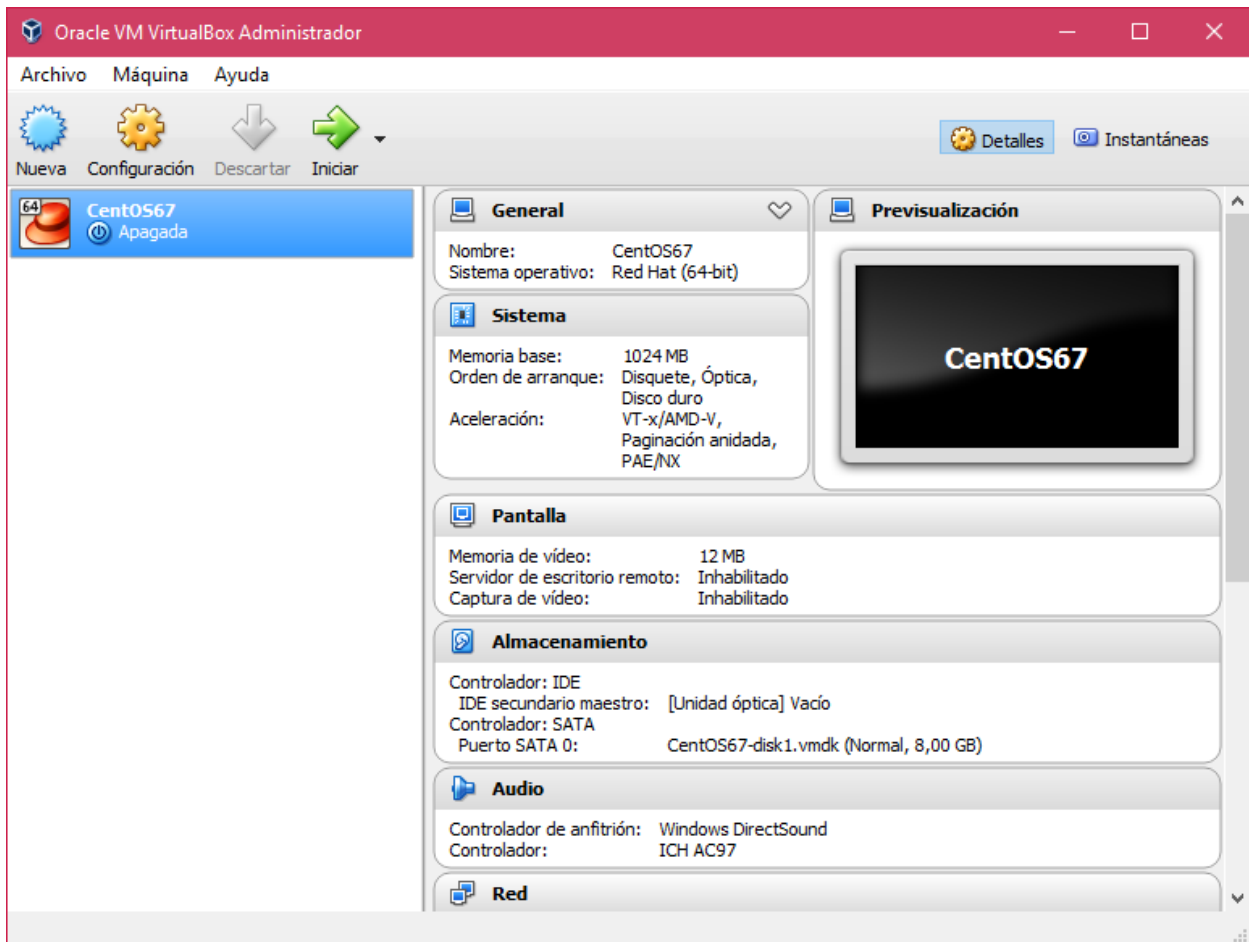 Oracle VM VirtualBox Administrador
Archivo Máquina Ayuda
Nueva Configuración Descartar Iniciar
Detalles Instantáneas
64
CentOS67
Apagada
General
Nombre: CentOS67
Sistema operativo: Red Hat (64-bit)
Previsualización
CentOS67
Sistema
Memoria base: 1024 MB
Orden de arranque: Disquete, Óptica,
Disco duro
Aceleración: VT-x/AMD-V,
Paginación anidada,
PAE/NX
Pantalla
Memoria de vídeo: 12 MB
Servidor de escritorio remoto: Inhabilitado
Captura de vídeo: Inhabilitado
Almacenamiento
Controlador: IDE
IDE secundario maestro: [Unidad óptica] Vacío
Controlador: SATA
Puerto SATA 0: CentOS67-disk1.vmdk (Normal, 8,00 GB)
Audio
Controlador de anfitrión: Windows DirectSound
Controlador: ICH AC97
Red